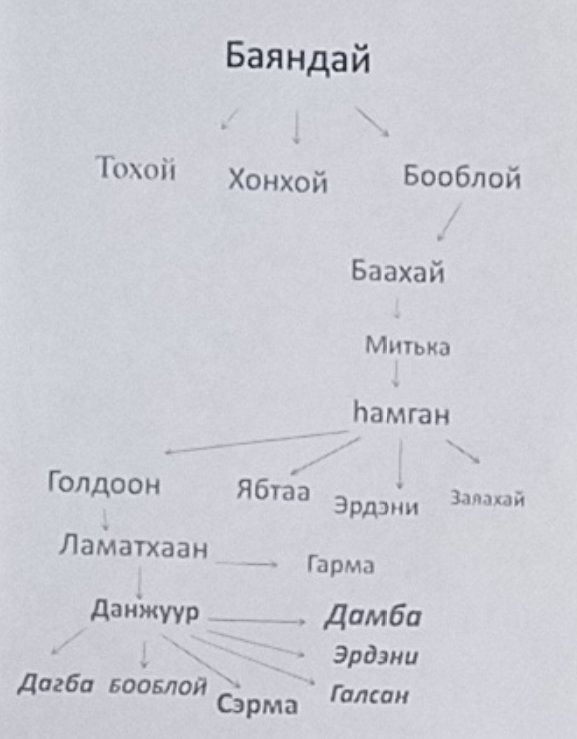 Баяндай
Тохой Хонхой Бооблой
Баахай
Митька
һамган
Голдоон Ябтаа Эрдэни Залахай
Ламатхаан Гарма
Данжуур Дамба
Эрдэни
Дагба БООБЛОЙ Сэрма Галсан